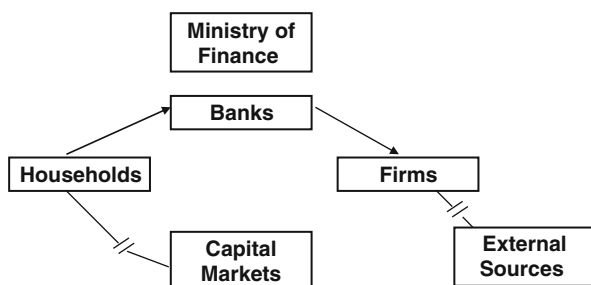 Ministry of
Finance
Banks
Households
Firms
Capital
Markets
External
Sources